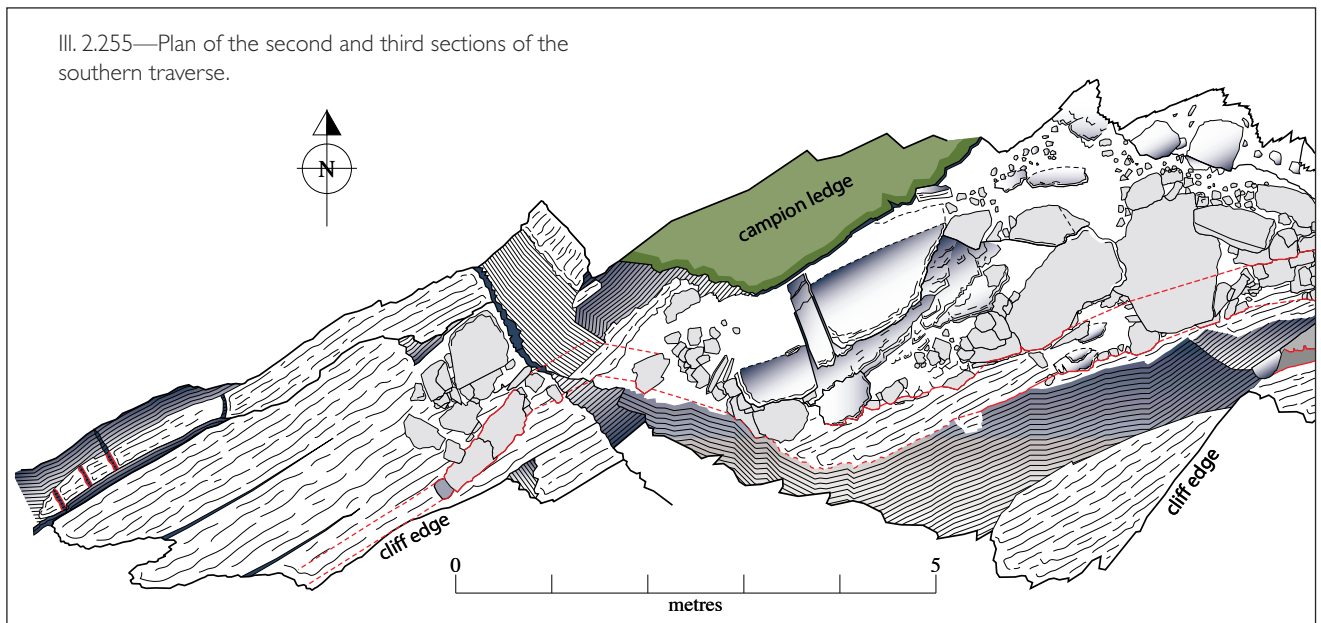 Ill. 2.255—Plan of the second and third sections of the
southern traverse.
N
campion ledge
cliff edge
cliff edge
0 5
metres